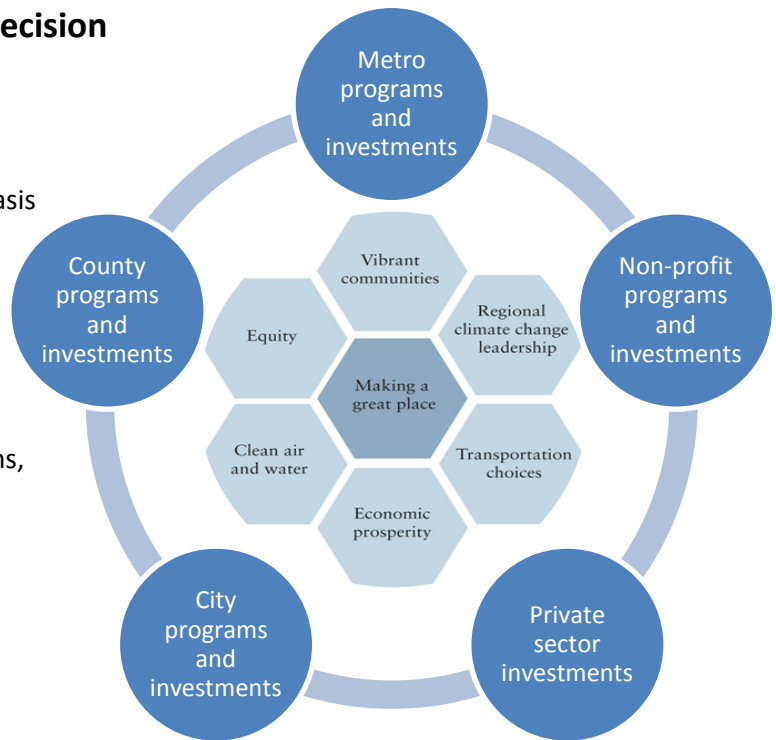 ecision
asis
ns,
Metro
programs
and
investments
County
programs
and
investments
Non-profit
programs
and
investments
Vibrant
communities
Equity
Regional
climate change
leadership
Making a
great place
Clean air
and water
Transportation
choices
Economic
prosperity
City
programs
and
investments
Private
sector
investments